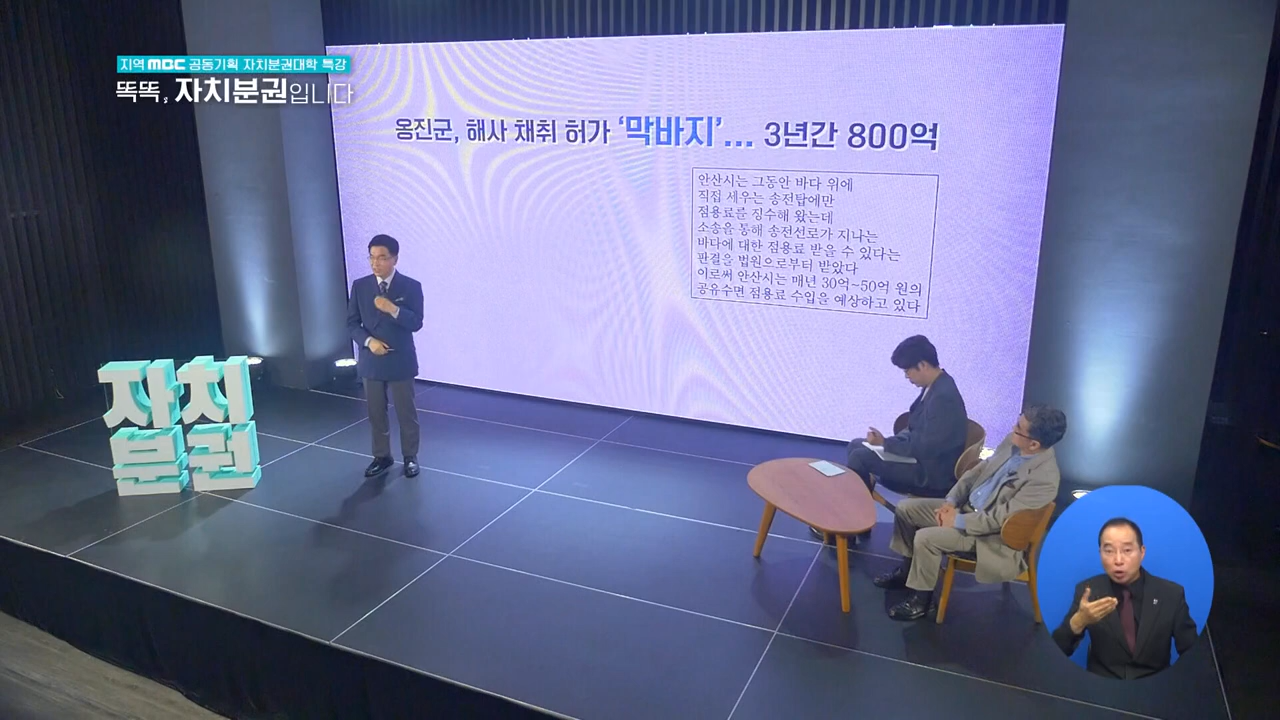 지역 MBC 공동기획 자치분권대학 특강
똑똑, 자치분권입니다
옹진군, 해사 채취 허가 ‘막바지’... 3년간 800억
안산시는 그동안 바다 위에
직접 세우는 송전탑에만
점용료를 징수해 왔는데
소송을 통해 송전선로가 지나는
바다에 대한 점용료 받을 수 있다는
판결을 법원으로부터 받았다
이로써 안산시는 매년 30억~50억 원의
공유수면 점용료 수입을 예상하고 있다
자치
분권